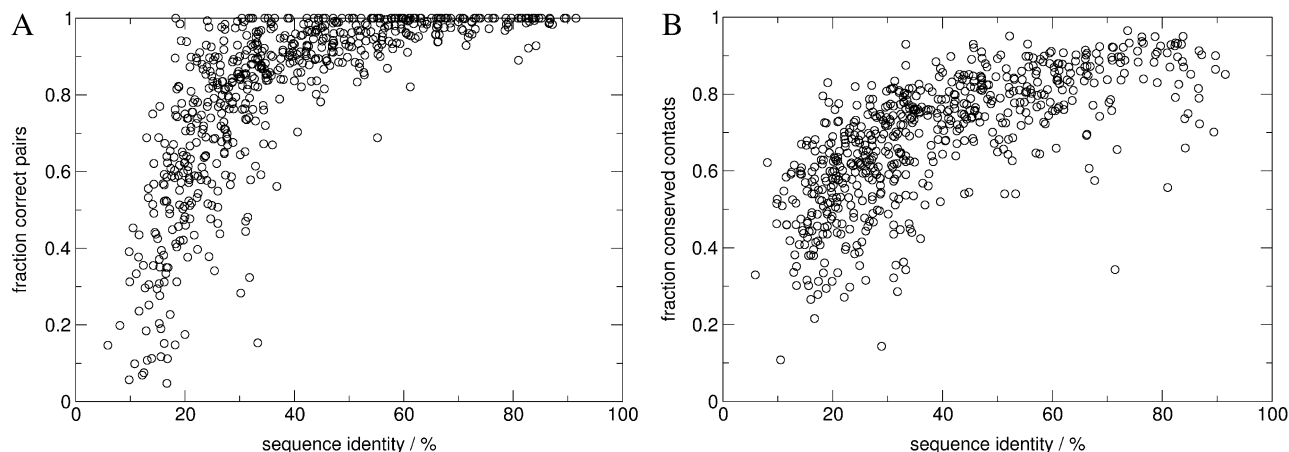 A
1
0.8
0.6
0.4
0.2
0
fraction correct pairs
0 20 40 60 80 100
sequence identity / %
B
1
0.8
0.6
0.4
0.2
0
fraction conserved contacts
0 20 40 60 80 100
sequence identity / %